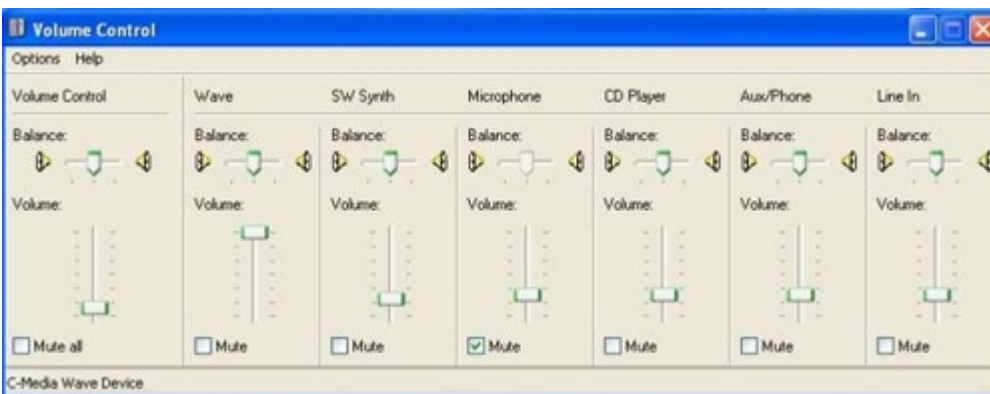 Volume Control
Options Help
Volume Control Wave SW Synth Microphone CD Player Aux/Phone Line In
Balance: Balance: Balance: Balance: Balance: Balance: Balance:
Volume: Volume: Volume: Volume: Volume: Volume: Volume:
Mute all Mute Mute Mute Mute Mute Mute
C-Media Wave Device